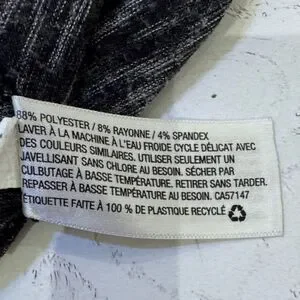 88% POLYESTER / 8% RAYONNE / 4% SPANDEX
LAVER À LA MACHINE À L'EAU FROIDE CYCLE DÉLICAT AVEC
DES COULEURS SIMILAIRES. UTILISER SEULEMENT UN
JAVELLISANT SANS CHLORE AU BESOIN. SÉCHER PAR
CULBUTAGE À BASSE TEMPÉRATURE. RETIRER SANS TARDER.
REPASSER À BASSE TEMPÉRATURE AU BESOIN. CA57147
ÉTIQUETTE FAITE À 100 % DE PLASTIQUE RECYCLÉ